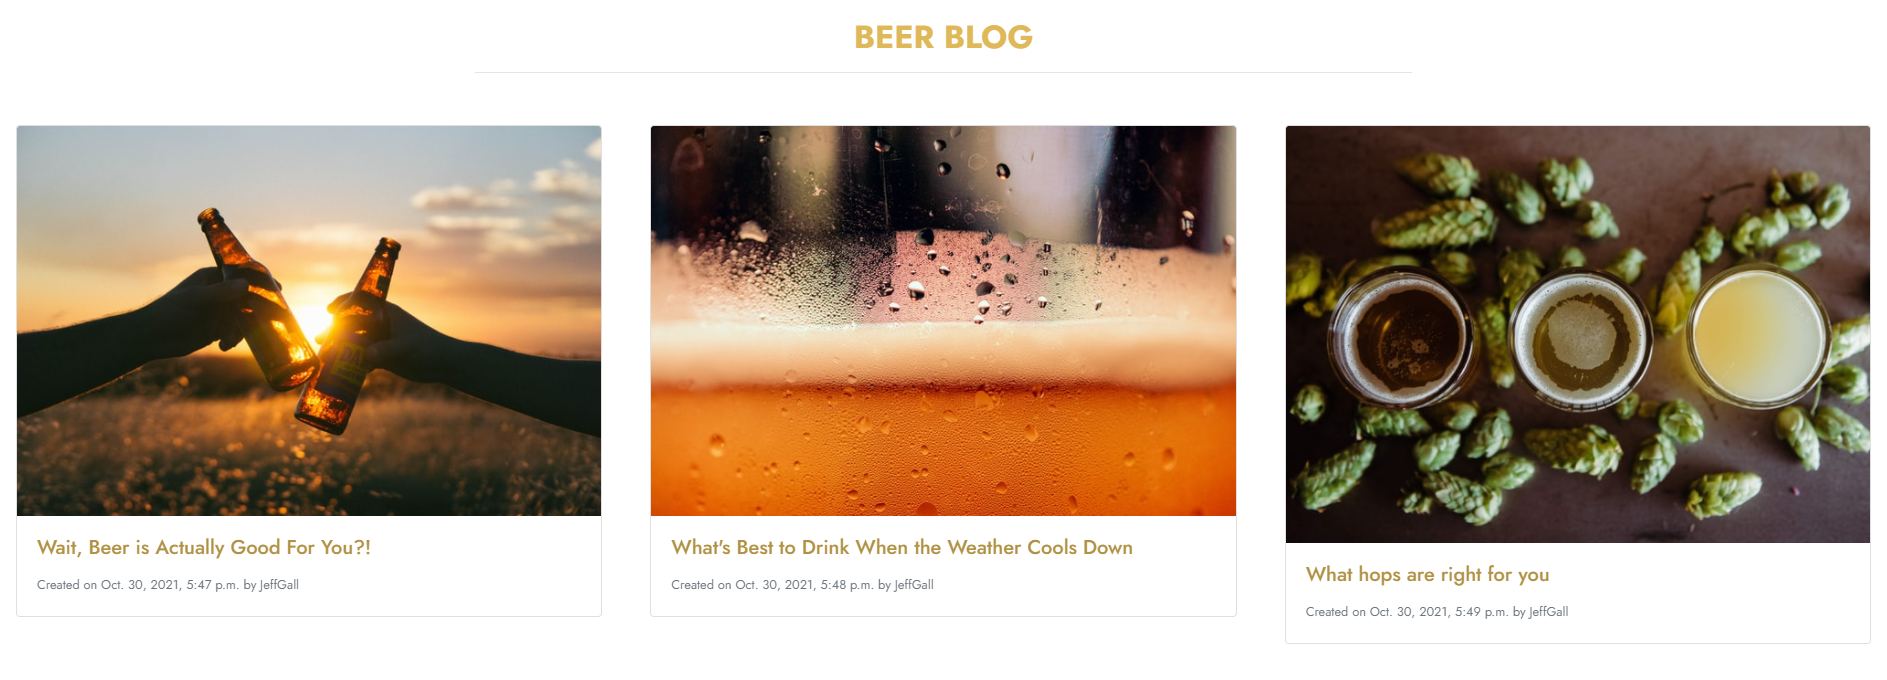 BEER BLOG
Wait, Beer is Actually Good For You?!
Created on Oct. 30, 2021, 5:47 p.m. by JeffGall
What's Best to Drink When the Weather Cools Down
Created on Oct. 30, 2021, 5:48 p.m. by JeffGall
What hops are right for you
Created on Oct. 30, 2021, 5:49 p.m. by JeffGall